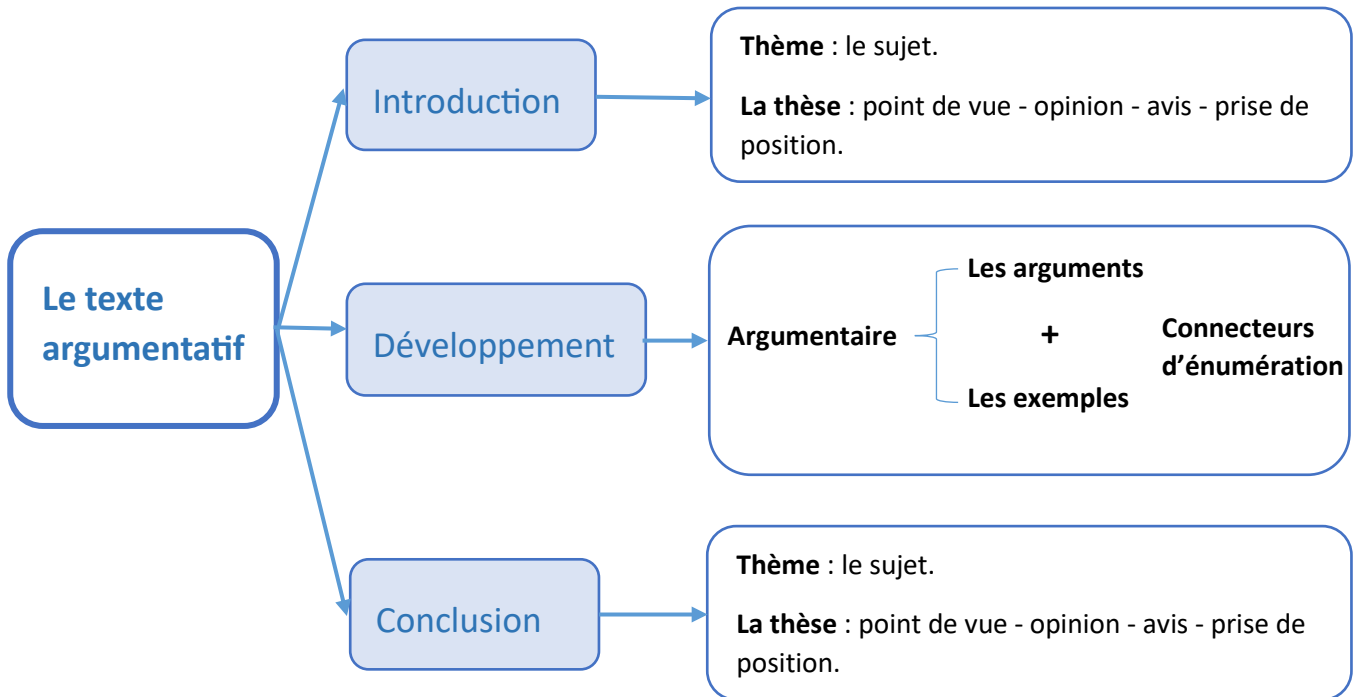 Le texte
argumentatif
Introduction
Thème : le sujet.
La thèse : point de vue - opinion - avis - prise de
position.
Développement
Argumentaire
Les arguments
+
Les exemples
Connecteurs
d’énumération
Conclusion
Thème : le sujet.
La thèse : point de vue - opinion - avis - prise de
position.